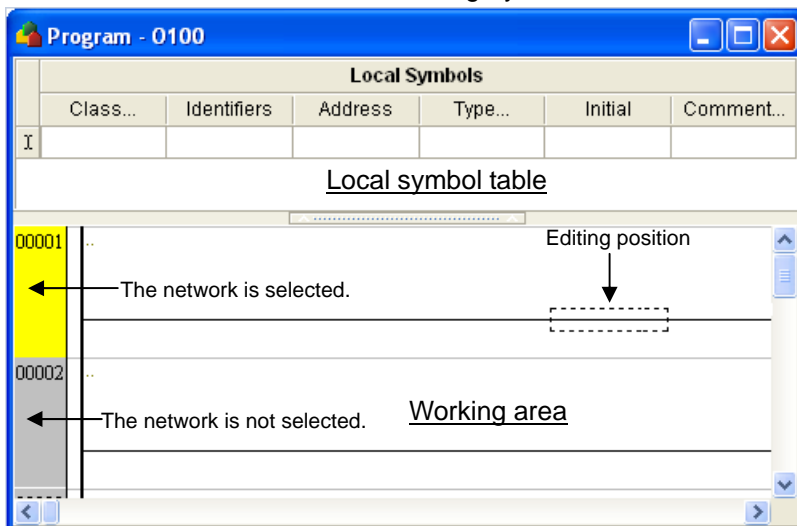 Program - O100
Local Symbols
Class... Identifiers Address Type... Initial Comment...
Local symbol table
00001 .. Editing position
The network is selected.
00002 ..
The network is not selected. Working area